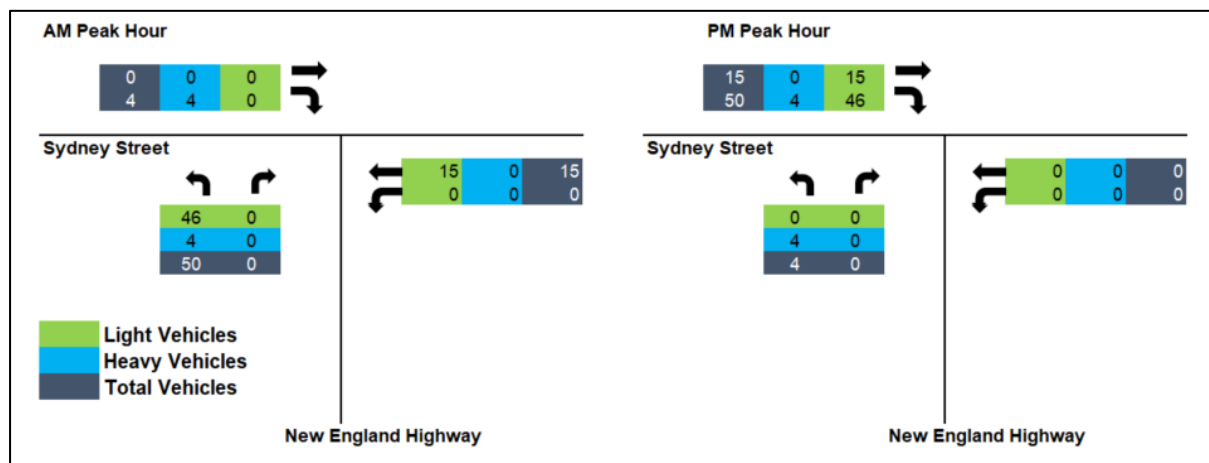 AM Peak Hour PM Peak Hour
0 0 0 15 0 15
4 4 0 50 4 46
Sydney Street Sydney Street
15 0 15 0 0 0
0 0 0 0 0 0
46 0 0 0
4 0 4 0
50 0 4 0
Light Vehicles
Heavy Vehicles
Total Vehicles
New England Highway New England Highway